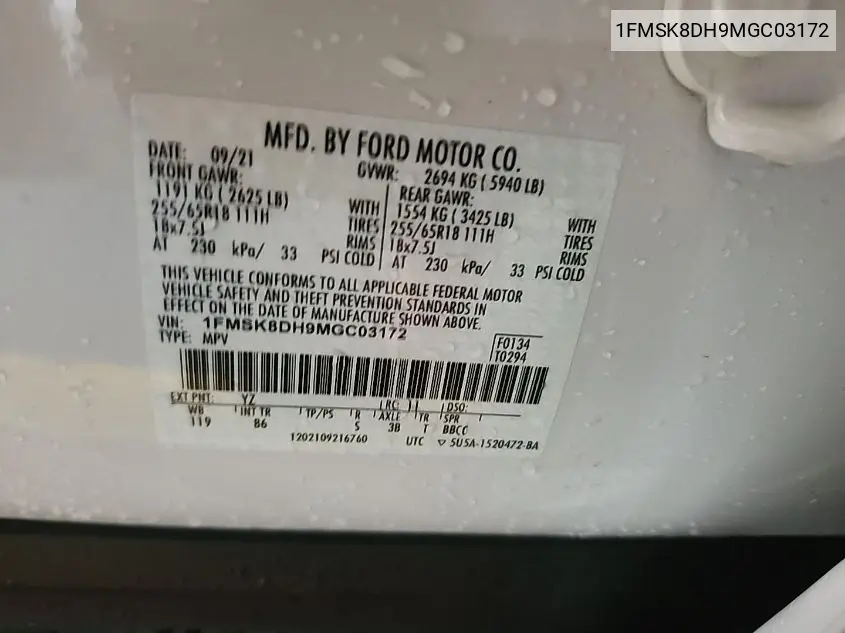 1FMSK8DH9MGC03172
MFD. BY FORD MOTOR CO.
DATE: 09/21 GVWR: 2694 KG ( 5940 LB)
FRONT GAWR: REAR GAWR:
1191 KG ( 2625 LB) WITH 1554 KG ( 3425 LB) WITH
255/65R18 111H TIRES 255/65R18 111H TIRES
18x7.5J RIMS 18x7.5J RIMS
AT 230 kPa/ 33 PSI COLD AT 230 kPa/ 33 PSI COLD
THIS VEHICLE CONFORMS TO ALL APPLICABLE FEDERAL MOTOR
VEHICLE SAFETY AND THEFT PREVENTION STANDARDS IN
EFFECT ON THE DATE OF MANUFACTURE SHOWN ABOVE.
VIN: 1FMSK8DH9MGC03172
TYPE: MPV
F0134
T0294
EXT PNT: YZ RC: DSO:
WB INT TR TP/PS R AXLE TR SPR
119 B6 S 3B T BBCC
1202109216760 UTC ▽ 5U5A-1520472-BA